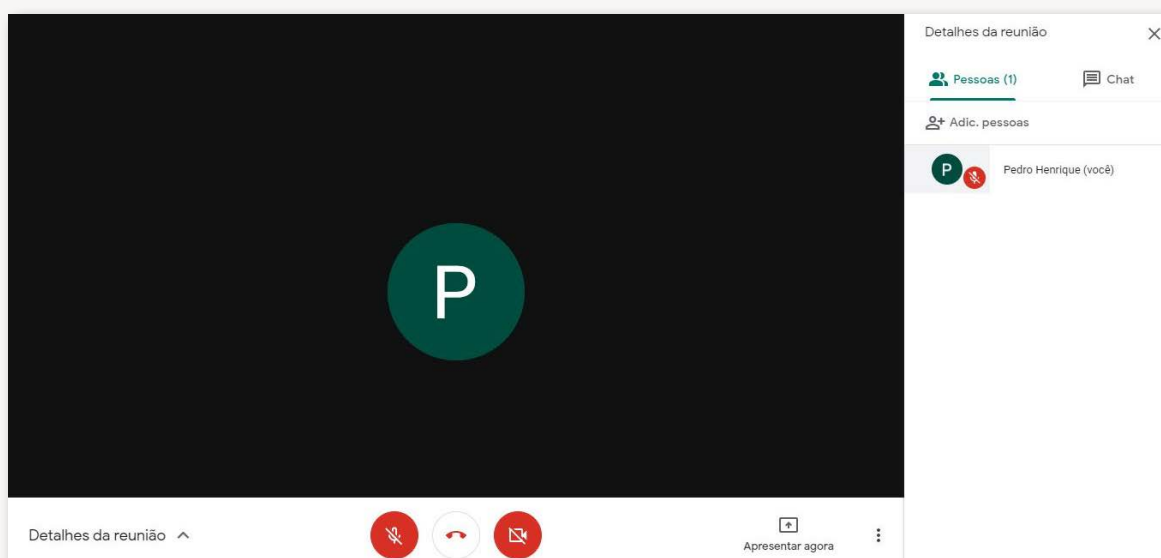 Detalhes da reunião
Pessoas (1)
Chat
Adic. pessoas
P
Pedro Henrique (você)
P
Detalhes da reunião
Apresentar agora